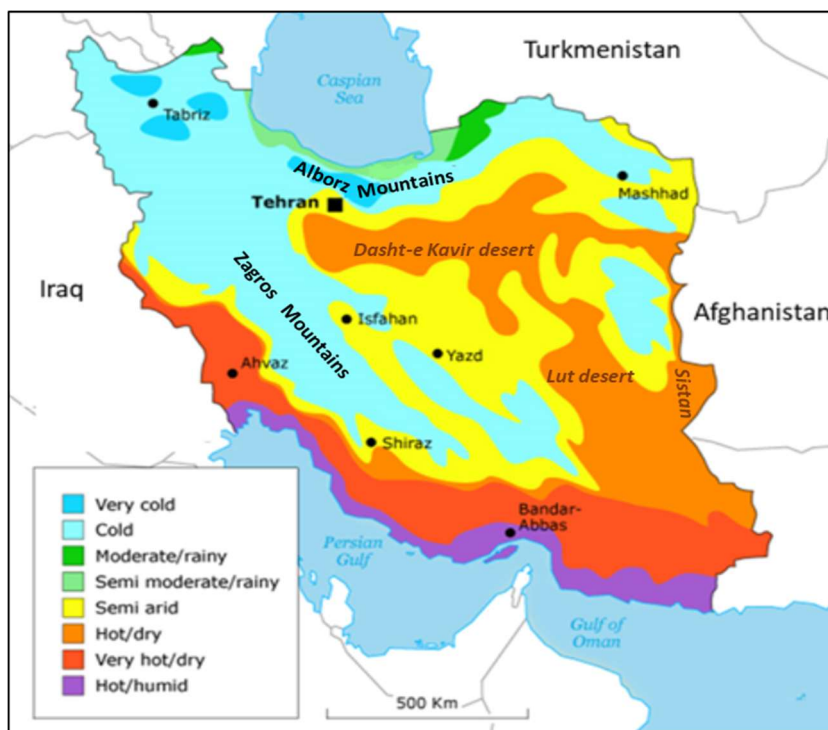 Turkmenistan
Caspian
Sea
Tabriz
Alborz Mountains
Mashhad
Tehran
Dasht-e Kavir desert
Zagros Mountains
Iraq
Afghanistan
Isfahan
Yazd
Ahvaz
Lut desert
Sistan
Shiraz
Bandar-
Abbas
Persian
Gulf
Gulf of
Oman
Very cold
Cold
Moderate/rainy
Semi moderate/rainy
Semi arid
Hot/dry
Very hot/dry
Hot/humid
500 Km